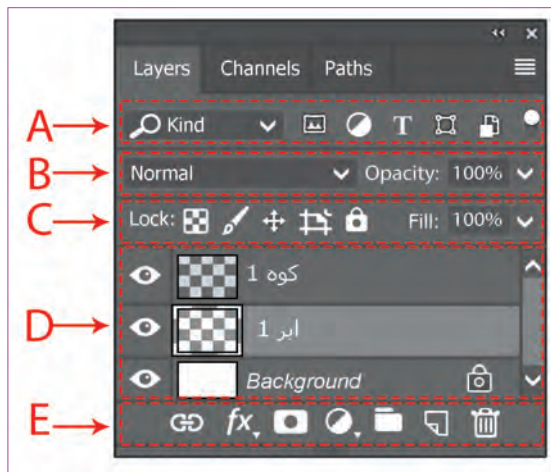 Layers Channels Paths
A Kind T
B Normal Opacity: 100%
C Lock: Fill: 100%
کوه 1
D ابر 1
Background
E fx